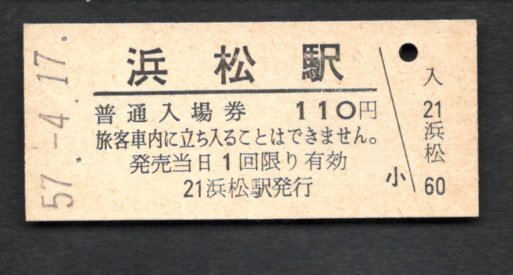 57.-4.17.
浜松駅
普通入場券 110円
旅客車内に立ち入ることはできません。
発売当日1回限り有効
21浜松駅発行
小
入
21
浜松
60